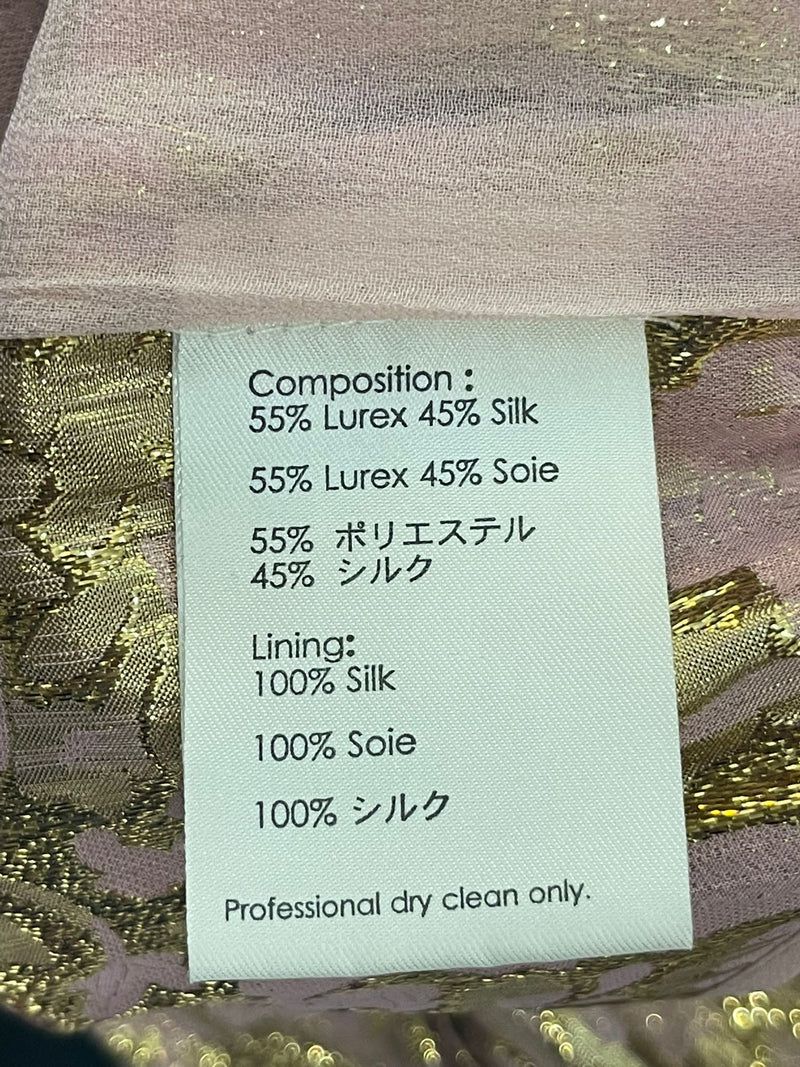 Composition :
55% Lurex 45% Silk
55% Lurex 45% Soie
55% ポリエステル
45% シルク
Lining:
100% Silk
100% Soie
100% シルク
Professional dry clean only.